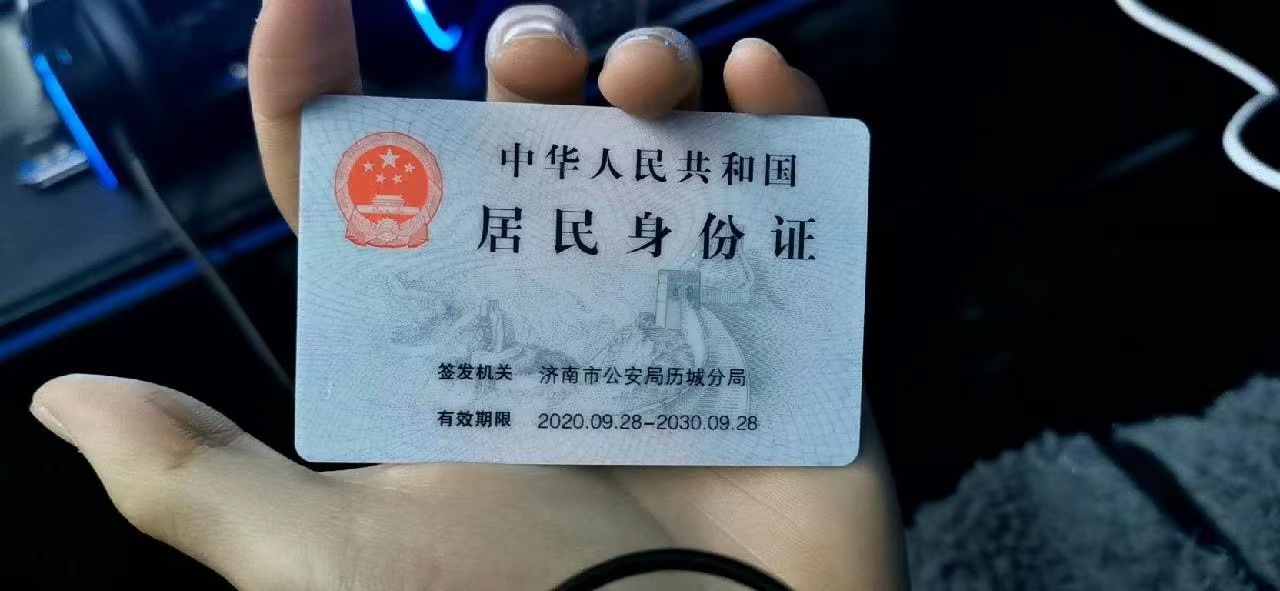 中华人民共和国
居民身份证
签发机关 济南市公安局历城分局
有效期限 2020.09.28-2030.09.28